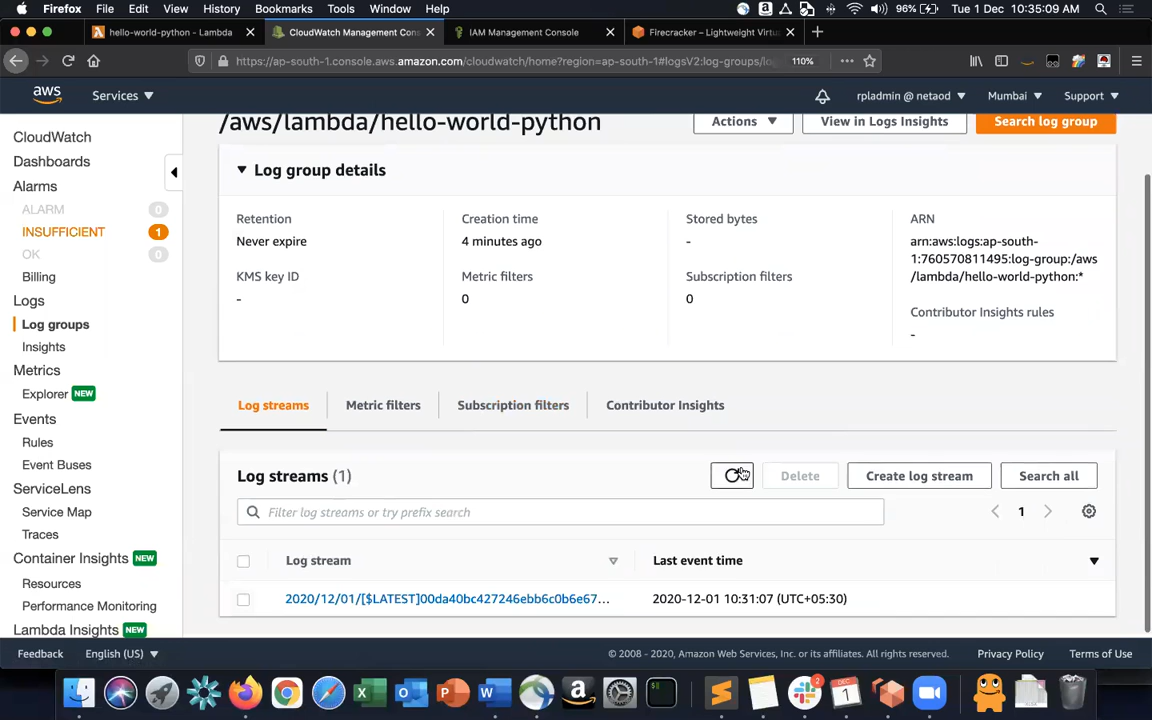 Firefox File Edit View History Bookmarks Tools Window Help 96% Tue 1 Dec 10:35:09 AM
hello-world-python - Lambda
CloudWatch Management Con
IAM Management Console
Firecracker – Lightweight Virtu
https://ap-south-1.console.aws.amazon.com/cloudwatch/home?region=ap-south-1#logsV2:log-groups/lo 110%
aws Services rpladmin @ netaod Mumbai Support
CloudWatch
Dashboards
Alarms
ALARM 0
INSUFFICIENT 1
OK 0
Billing
Logs
Log groups
Insights
Metrics
Explorer NEW
Events
Rules
Event Buses
ServiceLens
Service Map
Traces
Container Insights NEW
Resources
Performance Monitoring
Lambda Insights NEW
/aws/lambda/hello-world-python
Actions View in Logs Insights Search log group
Log group details
Retention
Never expire
KMS key ID
-
Creation time
4 minutes ago
Metric filters
0
Stored bytes
-
Subscription filters
0
ARN
arn:aws:logs:ap-south-
1:760570811495:log-group:/aws
/lambda/hello-world-python:*
Contributor Insights rules
-
Log streams Metric filters Subscription filters Contributor Insights
Log streams (1) Delete Create log stream Search all
Filter log streams or try prefix search 1
Log stream Last event time
2020/12/01/[$LATEST]00da40bc427246ebb6c0b6e67... 2020-12-01 10:31:07 (UTC+05:30)
Feedback English (US) © 2008 - 2020, Amazon Web Services, Inc. or its affiliates. All rights reserved. Privacy Policy Terms of Use